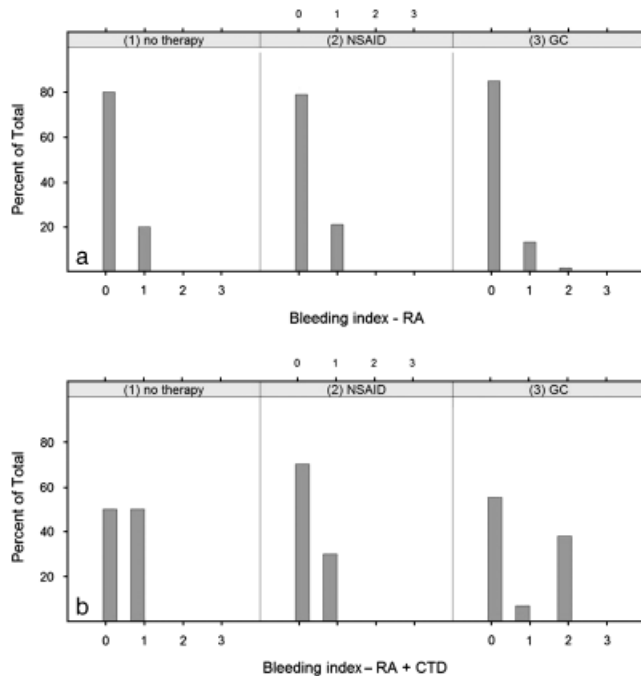 0 1 2 3
(1) no therapy (2) NSAID (3) GC
Percent of Total
80
60
40
20
a
0 1 2 3 0 1 2 3
Bleeding index - RA
0 1 2 3
(1) no therapy (2) NSAID (3) GC
Percent of Total
80
60
40
20
b
0 1 2 3 0 1 2 3
Bleeding index – RA + CTD